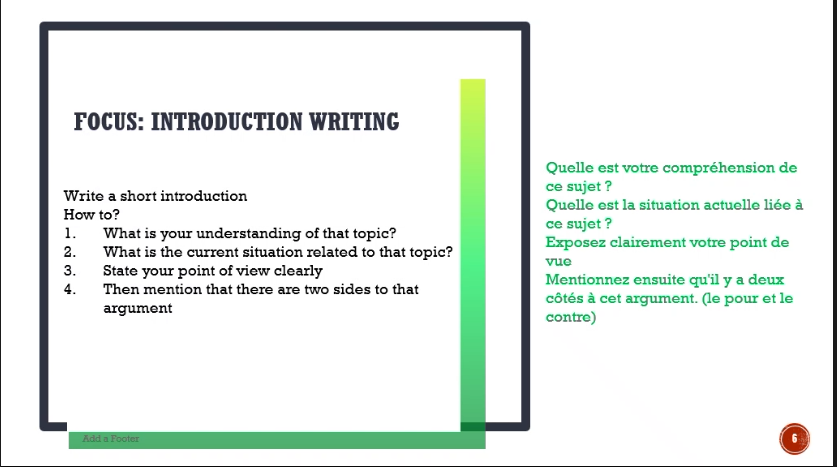 FOCUS: INTRODUCTION WRITING
Write a short introduction
How to?
1. What is your understanding of that topic?
2. What is the current situation related to that topic?
3. State your point of view clearly
4. Then mention that there are two sides to that
argument
Quelle est votre compréhension de
ce sujet ?
Quelle est la situation actuelle liée à
ce sujet ?
Exposez clairement votre point de
vue
Mentionnez ensuite qu'il y a deux
côtés à cet argument. (le pour et le
contre)
Add a Footer
6